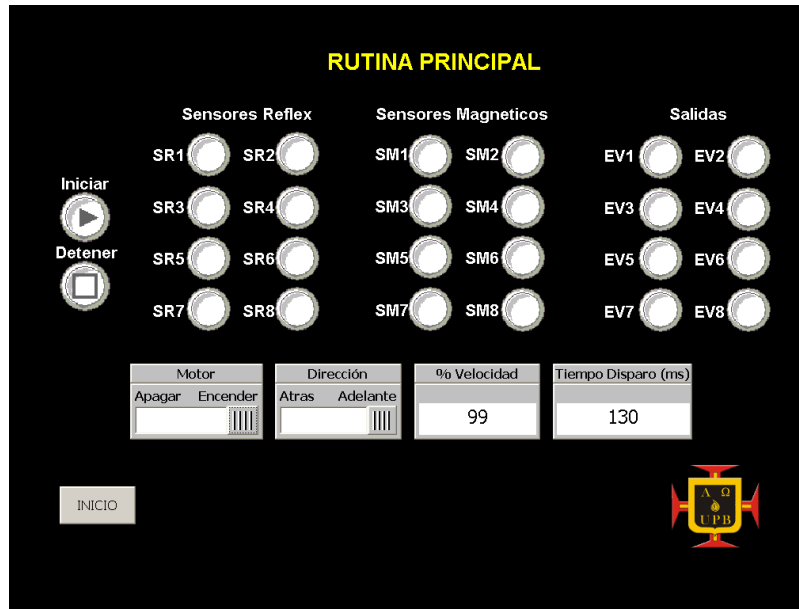 RUTINA PRINCIPAL
Sensores Reflex Sensores Magneticos Salidas
SR1 SR2 SM1 SM2 EV1 EV2
Iniciar
SR3 SR4 SM3 SM4 EV3 EV4
Detener
SR5 SR6 SM5 SM6 EV5 EV6
SR7 SR8 SM7 SM8 EV7 EV8
Motor Dirección % Velocidad Tiempo Disparo (ms)
Apagar Encender Atras Adelante
99 130
INICIO
Λ Ω
UPB